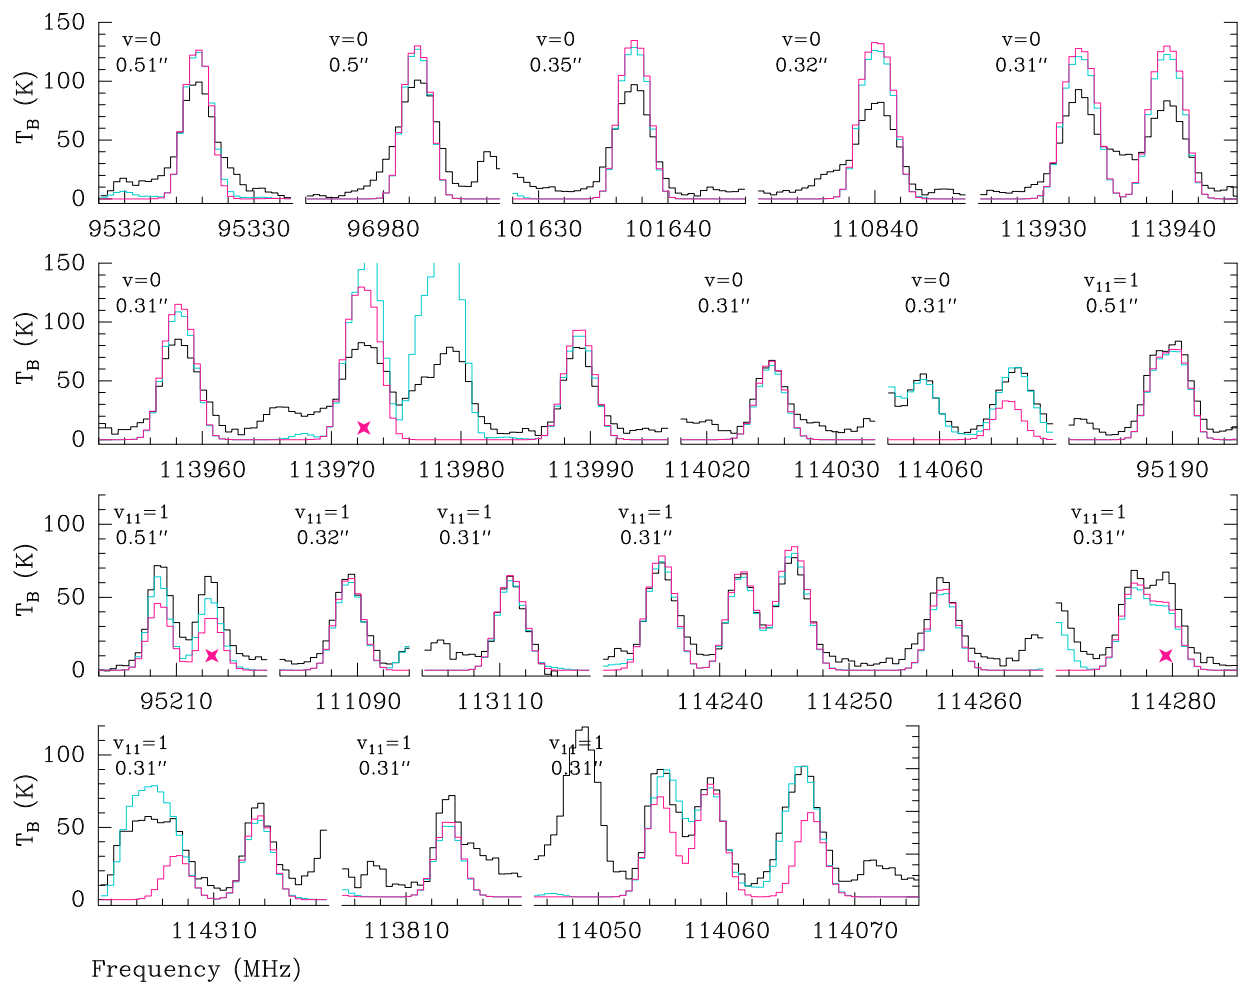 150
100
50
0
T_B (K)
v=0
0.51″
v=0
0.5″
v=0
0.35″
v=0
0.32″
v=0
0.31″
95320 95330 96980 101630 101640 110840 113930 113940
150
100
50
0
T_B (K)
v=0
0.31″
v=0
0.31″
v=0
0.31″
v₁₁=1
0.51″
113960 113970 113980 113990 114020 114030 114060 95190
100
50
0
T_B (K)
v₁₁=1
0.51″
v₁₁=1
0.32″
v₁₁=1
0.31″
v₁₁=1
0.31″
v₁₁=1
0.31″
95210 111090 113110 114240 114250 114260 114280
100
50
0
T_B (K)
v₁₁=1
0.31″
v₁₁=1
0.31″
v₁₁=1
0.31″
114310 113810 114050 114060 114070
Frequency (MHz)